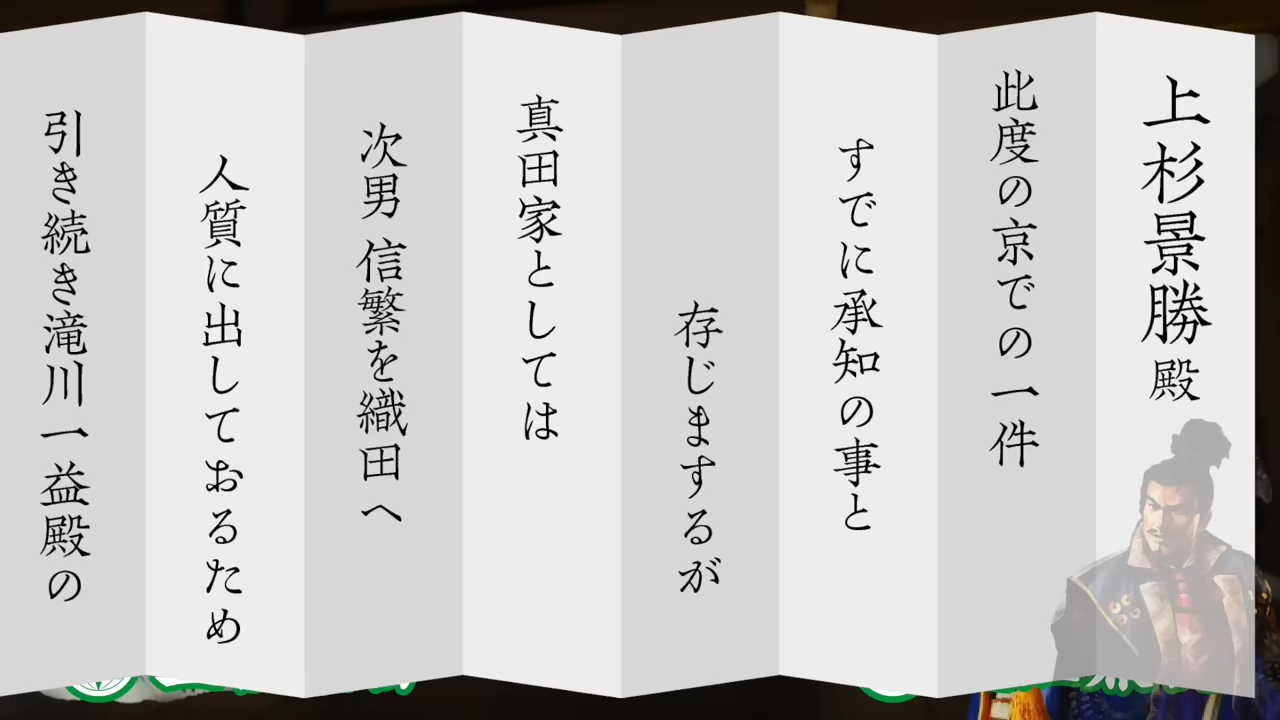 上杉景勝殿
此度の京での一件
すでに承知の事と
存じまするが
真田家としては
次男 信繁を織田へ
人質に出しておるため
引き続き滝川一益殿の